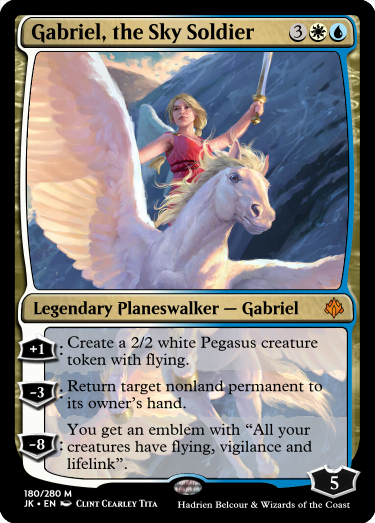 Gabriel, the Sky Soldier 3
Legendary Planeswalker — Gabriel
+1: Create a 2/2 white Pegasus creature
token with flying.
-3: Return target nonland permanent to
its owner's hand.
-8: You get an emblem with “All your
creatures have flying, vigilance and
lifelink”.
5
180/280 M
JK • EN Clint Cearley Tita
Hadrien Belcour & Wizards of the Coast